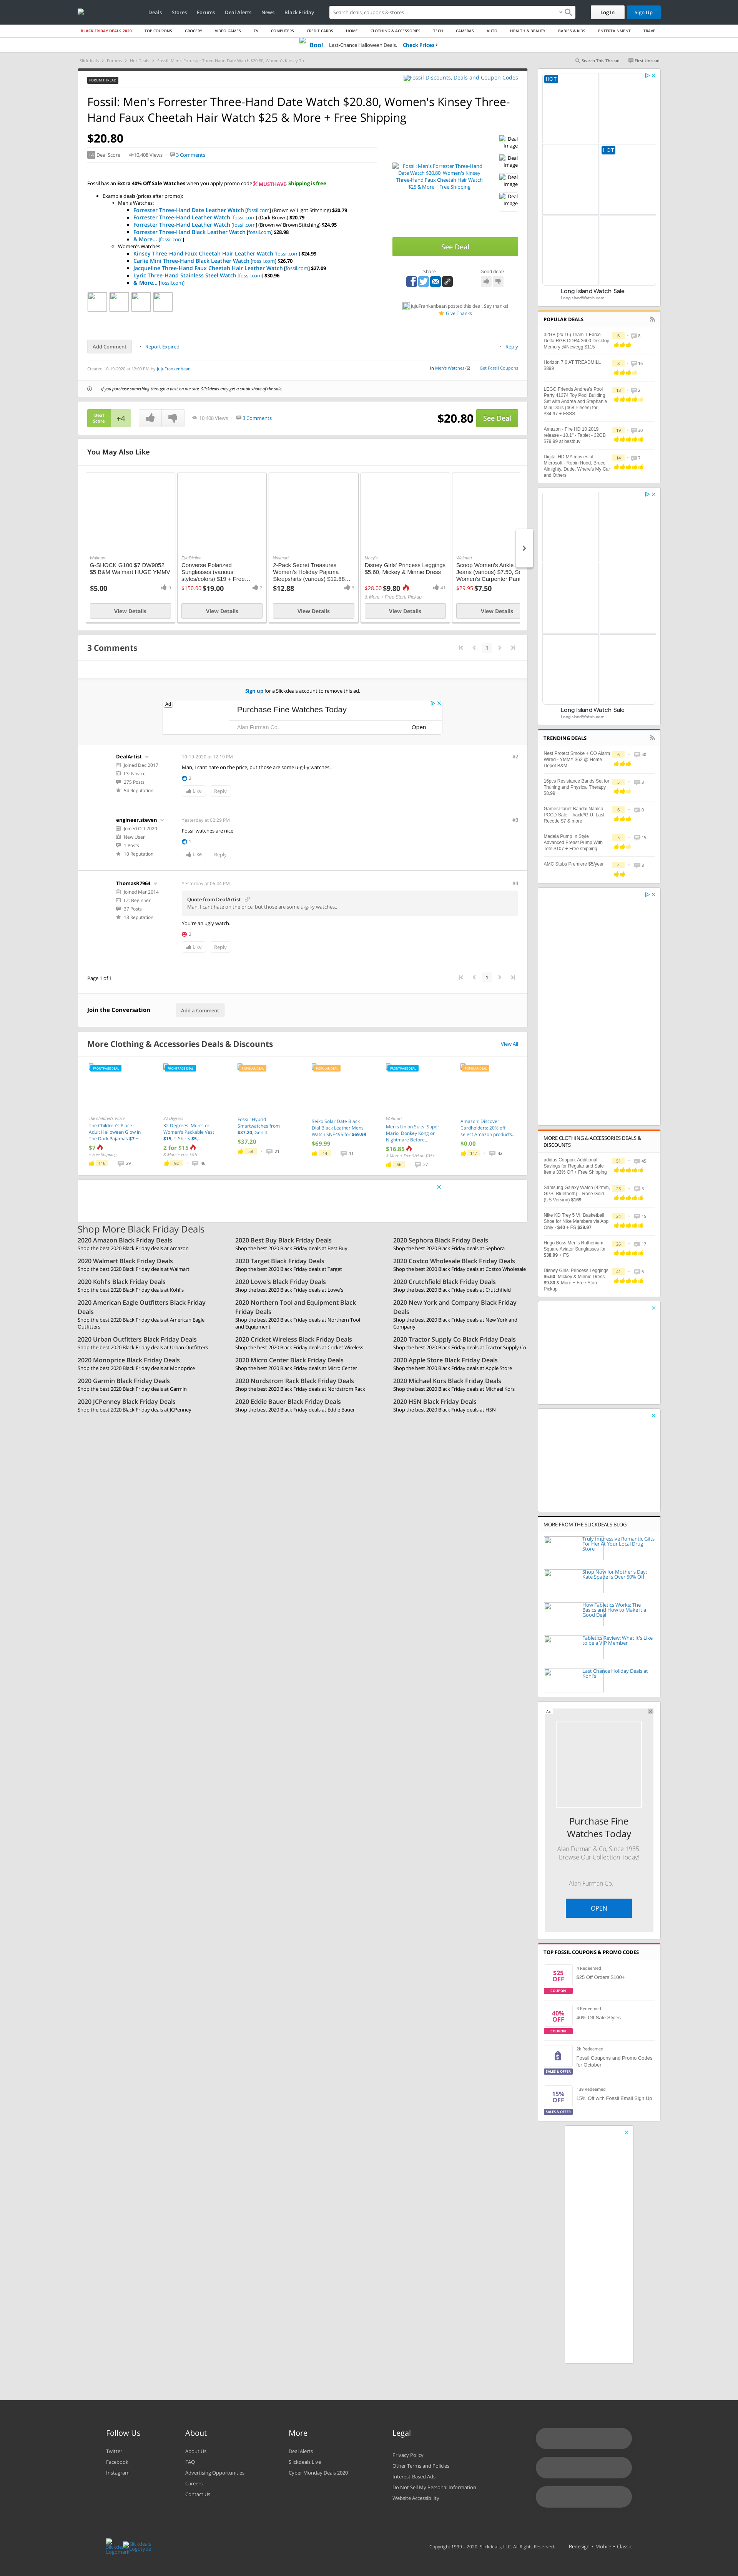 Deals Stores Forums Deal Alerts News Black Friday
Search deals, coupons & stores
Log In Sign Up
BLACK FRIDAY DEALS 2020 TOP COUPONS GROCERY VIDEO GAMES TV COMPUTERS CREDIT CARDS HOME CLOTHING & ACCESSORIES TECH CAMERAS AUTO HEALTH & BEAUTY BABIES & KIDS ENTERTAINMENT TRAVEL
Boo! Last-Chance Halloween Deals. Check Prices ›
Slickdeals > Forums > Hot Deals > Fossil: Men's Forrester Three-Hand Date Watch $20.80, Women's Kinsey Th...
Search This Thread First Unread
FORUM THREAD
Fossil Discounts, Deals and Coupon Codes
Fossil: Men's Forrester Three-Hand Date Watch $20.80, Women's Kinsey Three-Hand Faux Cheetah Hair Watch $25 & More + Free Shipping
$20.80
+4 Deal Score 10,408 Views 3 Comments
Fossil has an Extra 40% Off Sale Watches when you apply promo code MUSTHAVE. Shipping is free.
Example deals (prices after promo):
Men's Watches:
Forrester Three-Hand Date Leather Watch [fossil.com] (Brown w/ Light Stitching) $20.79
Forrester Three-Hand Leather Watch [fossil.com] (Dark Brown) $20.79
Forrester Three-Hand Leather Watch [fossil.com] (Brown w/ Brown Stitching) $24.95
Forrester Three-Hand Black Leather Watch [fossil.com] $28.98
& More... [fossil.com]
Women's Watches:
Kinsey Three-Hand Faux Cheetah Hair Leather Watch [fossil.com] $24.99
Carlie Mini Three-Hand Black Leather Watch [fossil.com] $26.70
Jacqueline Three-Hand Faux Cheetah Hair Leather Watch [fossil.com] $27.09
Lyric Three-Hand Stainless Steel Watch [fossil.com] $30.96
& More... [fossil.com]
Fossil: Men's Forrester Three-Hand Date Watch $20.80, Women's Kinsey Three-Hand Faux Cheetah Hair Watch $25 & More + Free Shipping
Deal Image
Deal Image
Deal Image
Deal Image
See Deal
Share Good deal?
JujuFrankenbean posted this deal. Say thanks!
Give Thanks
Add Comment Report Expired Reply
Created 10-19-2020 at 12:09 PM by JujuFrankenbean
in Men's Watches (6) Get Fossil Coupons
If you purchase something through a post on our site, Slickdeals may get a small share of the sale.
Deal Score +4 10,408 Views 3 Comments $20.80 See Deal
You May Also Like
Walmart
G-SHOCK G100 $7 DW9052 $5 B&M Walmart HUGE YMMV
$5.00
View Details
EyeDictive
Converse Polarized Sunglasses (various styles/colors) $19 + Free...
$150.00 $19.00 2
View Details
Walmart
2-Pack Secret Treasures Women's Holiday Pajama Sleepshirts (various) $12.88...
$12.88 3
View Details
Macy's
Disney Girls' Princess Leggings $5.60, Mickey & Minnie Dress
$28.00 $9.80 41
& More + Free Store Pickup
View Details
Walmart
Scoop Women's Ankle Jeans (various) $7.50, Women's Carpenter Pan
$29.95 $7.50
View Details
3 Comments
1
Sign up for a Slickdeals account to remove this ad.
Ad
Purchase Fine Watches Today
Alan Furman Co.
Open
DealArtist
Joined Dec 2017
L3: Novice
275 Posts
54 Reputation
10-19-2020 at 12:19 PM #2
Man, I cant hate on the price, but those are some u-g-l-y watches..
2
Like Reply
engineer.steven
Joined Oct 2020
New User
1 Posts
10 Reputation
Yesterday at 02:29 PM #3
Fossil watches are nice
1
Like Reply
ThomasR7964
Joined Mar 2014
L2: Beginner
37 Posts
18 Reputation
Yesterday at 06:44 PM #4
Quote from DealArtist
Man, I cant hate on the price, but those are some u-g-l-y watches..
You're an ugly watch.
2
Like Reply
Page 1 of 1
1
Join the Conversation
Add a Comment
More Clothing & Accessories Deals & Discounts
View All
FRONTPAGE DEAL
The Children's Place
The Children's Place: Adult Halloween Glow In The Dark Pajamas $7 +...
$7
+ Free Shipping
116 29
FRONTPAGE DEAL
32 Degrees
32 Degrees: Men's or Women's Packable Vest $15, T-Shirts $5,...
2 for $15
& More + Free S&H
92 46
POPULAR DEAL
Fossil: Hybrid Smartwatches from $37.20, Gen 4...
$37.20
58 21
POPULAR DEAL
Seiko Solar Date Black Dial Black Leather Mens Watch SNE495 for $69.99
$69.99
14 11
FRONTPAGE DEAL
Walmart
Men's Union Suits: Super Mario, Donkey Kong or Nightmare Before...
$16.85
& More + Free S/H on $35+
36 27
POPULAR DEAL
Amazon: Discover Cardholders: 20% off select Amazon products...
$0.00
147 42
Shop More Black Friday Deals
2020 Amazon Black Friday Deals
Shop the best 2020 Black Friday deals at Amazon
2020 Best Buy Black Friday Deals
Shop the best 2020 Black Friday deals at Best Buy
2020 Sephora Black Friday Deals
Shop the best 2020 Black Friday deals at Sephora
2020 Walmart Black Friday Deals
Shop the best 2020 Black Friday deals at Walmart
2020 Target Black Friday Deals
Shop the best 2020 Black Friday deals at Target
2020 Costco Wholesale Black Friday Deals
Shop the best 2020 Black Friday deals at Costco Wholesale
2020 Kohl's Black Friday Deals
Shop the best 2020 Black Friday deals at Kohl's
2020 Lowe's Black Friday Deals
Shop the best 2020 Black Friday deals at Lowe's
2020 Crutchfield Black Friday Deals
Shop the best 2020 Black Friday deals at Crutchfield
2020 American Eagle Outfitters Black Friday Deals
Shop the best 2020 Black Friday deals at American Eagle Outfitters
2020 Northern Tool and Equipment Black Friday Deals
Shop the best 2020 Black Friday deals at Northern Tool and Equipment
2020 New York and Company Black Friday Deals
Shop the best 2020 Black Friday deals at New York and Company
2020 Urban Outfitters Black Friday Deals
Shop the best 2020 Black Friday deals at Urban Outfitters
2020 Cricket Wireless Black Friday Deals
Shop the best 2020 Black Friday deals at Cricket Wireless
2020 Tractor Supply Co Black Friday Deals
Shop the best 2020 Black Friday deals at Tractor Supply Co
2020 Monoprice Black Friday Deals
Shop the best 2020 Black Friday deals at Monoprice
2020 Micro Center Black Friday Deals
Shop the best 2020 Black Friday deals at Micro Center
2020 Apple Store Black Friday Deals
Shop the best 2020 Black Friday deals at Apple Store
2020 Garmin Black Friday Deals
Shop the best 2020 Black Friday deals at Garmin
2020 Nordstrom Rack Black Friday Deals
Shop the best 2020 Black Friday deals at Nordstrom Rack
2020 Michael Kors Black Friday Deals
Shop the best 2020 Black Friday deals at Michael Kors
2020 JCPenney Black Friday Deals
Shop the best 2020 Black Friday deals at JCPenney
2020 Eddie Bauer Black Friday Deals
Shop the best 2020 Black Friday deals at Eddie Bauer
2020 HSN Black Friday Deals
Shop the best 2020 Black Friday deals at HSN
HOT
HOT
Long Island Watch Sale
LongIslandWatch.com
POPULAR DEALS
32GB (2x 16) Team T-Force Delta RGB DDR4 3600 Desktop Memory @Newegg $115
Horizon 7.0 AT TREADMILL $899
LEGO Friends Andrea's Pool Party 41374 Toy Pool Building Set with Andrea and Stephanie Mini Dolls (468 Pieces) for $34.97 + FSSS
Amazon - Fire HD 10 2019 release - 10.1" - Tablet - 32GB $79.99 at bestbuy
Digital HD MA movies at Microsoft - Robin Hood, Bruce Almighty, Dude, Where's My Car and Others
Long Island Watch Sale
LongIslandWatch.com
TRENDING DEALS
Nest Protect Smoke + CO Alarm Wired - YMMV $62 @ Home Depot B&M
16pcs Resistance Bands Set for Training and Physical Therapy $8.99
GamesPlanet Bandai Namco PCCD Sale - .hack//G.U. Last Recode $7 & more
Medela Pump In Style Advanced Breast Pump With Tote $107 + Free shipping
AMC Stubs Premiere $5/year
MORE CLOTHING & ACCESSORIES DEALS & DISCOUNTS
adidas Coupon: Additional Savings for Regular and Sale Items 33% Off + Free Shipping
Samsung Galaxy Watch (42mm, GPS, Bluetooth) – Rose Gold (US Version) $169
Nike KD Trey 5 VII Basketball Shoe for Nike Members via App Only - $40 + FS $39.97
Hugo Boss Men's Ruthenium Square Aviator Sunglasses for $36.99 + FS
Disney Girls' Princess Leggings $5.60, Mickey & Minnie Dress $9.80 & More + Free Store Pickup
MORE FROM THE SLICKDEALS BLOG
Truly Impressive Romantic Gifts For Her At Your Local Drug Store
Shop Now for Mother's Day: Kate Spade Is Over 50% Off
How Fabletics Works: The Basics and How to Make it a Good Deal
Fabletics Review: What It's Like to be a VIP Member
Last Chance Holiday Deals at Kohl's
Ad
Purchase Fine Watches Today
Alan Furman & Co, Since 1985. Browse Our Collection Today!
Alan Furman Co.
OPEN
TOP FOSSIL COUPONS & PROMO CODES
$25 OFF COUPON
4 Redeemed
$25 Off Orders $100+
40% OFF COUPON
3 Redeemed
40% Off Sale Styles
SALES & OFFER
2k Redeemed
Fossil Coupons and Promo Codes for October
15% OFF SALES & OFFER
139 Redeemed
15% Off with Fossil Email Sign Up
Follow Us
Twitter
Facebook
Instagram
About
About Us
FAQ
Advertising Opportunities
Careers
Contact Us
More
Deal Alerts
Slickdeals Live
Cyber Monday Deals 2020
Legal
Privacy Policy
Other Terms and Policies
Interest-Based Ads
Do Not Sell My Personal Information
Website Accessibility
Copyright 1999 – 2020. Slickdeals, LLC. All Rights Reserved. Redesign • Mobile • Classic